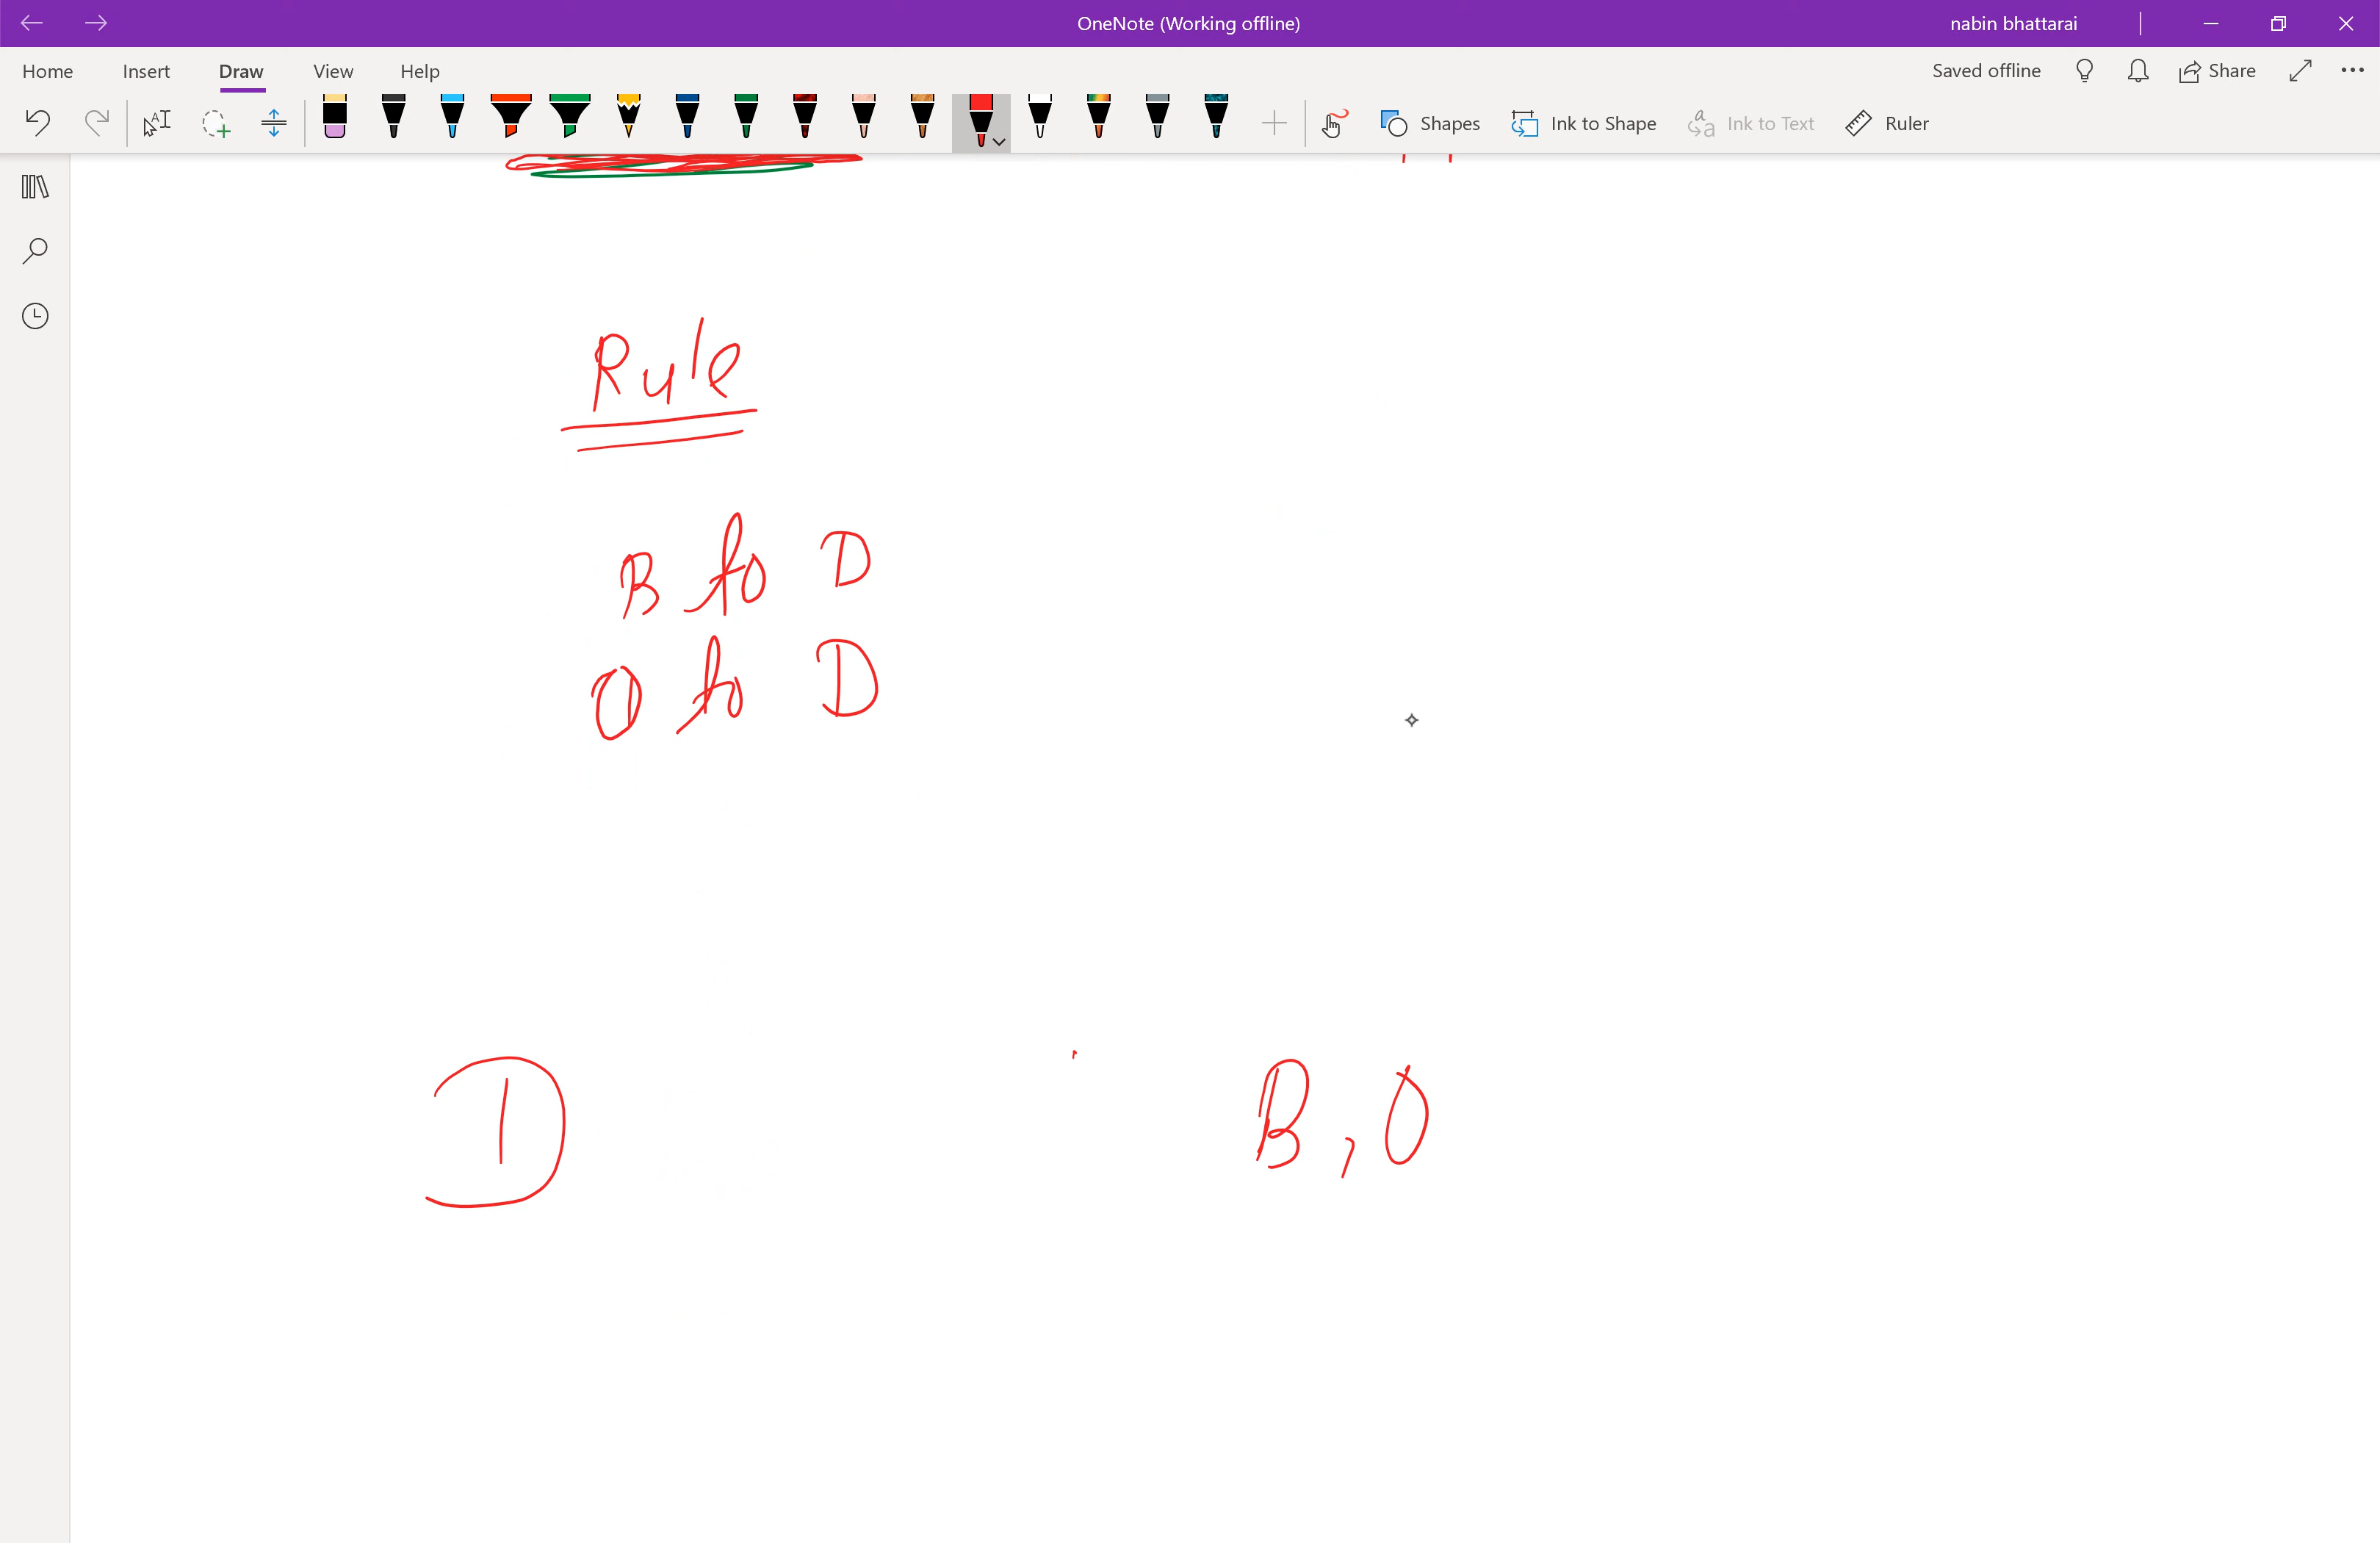 OneNote (Working offline)
nabin bhattarai
Home Insert Draw View Help
Saved offline Share
Shapes Ink to Shape Ink to Text Ruler
Rule
B to D
O to D
D B, O